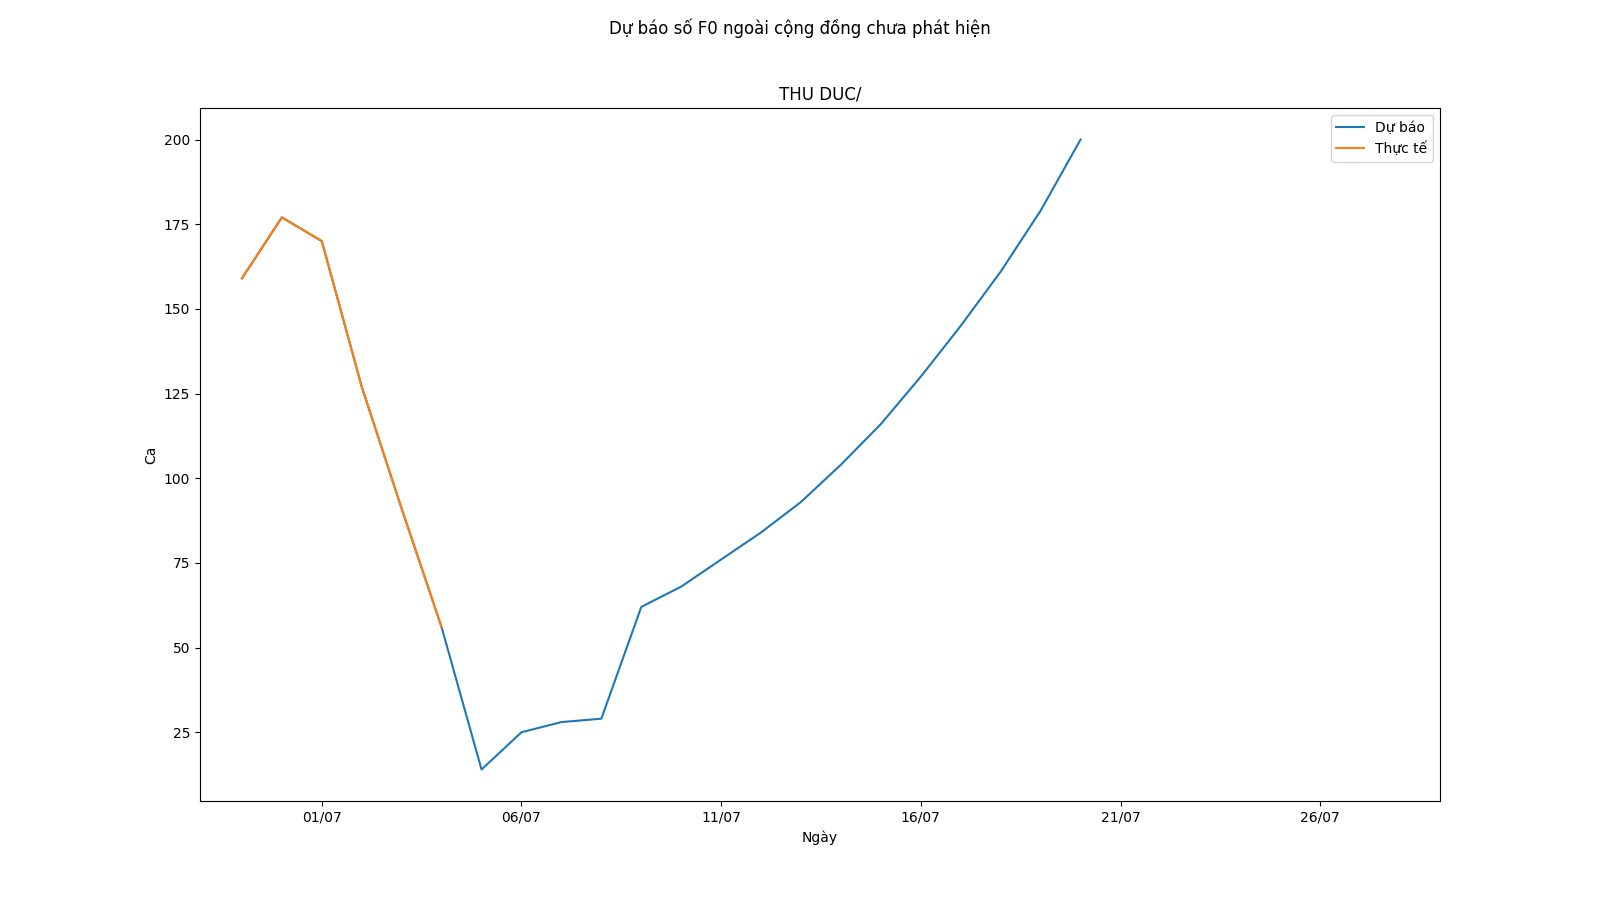 Dự báo số F0 ngoài cộng đồng chưa phát hiện
THU DUC/
Dự báo
Thực tế
200
175
150
125
100
75
50
25
Ca
01/07
06/07
11/07
16/07
21/07
26/07
Ngày